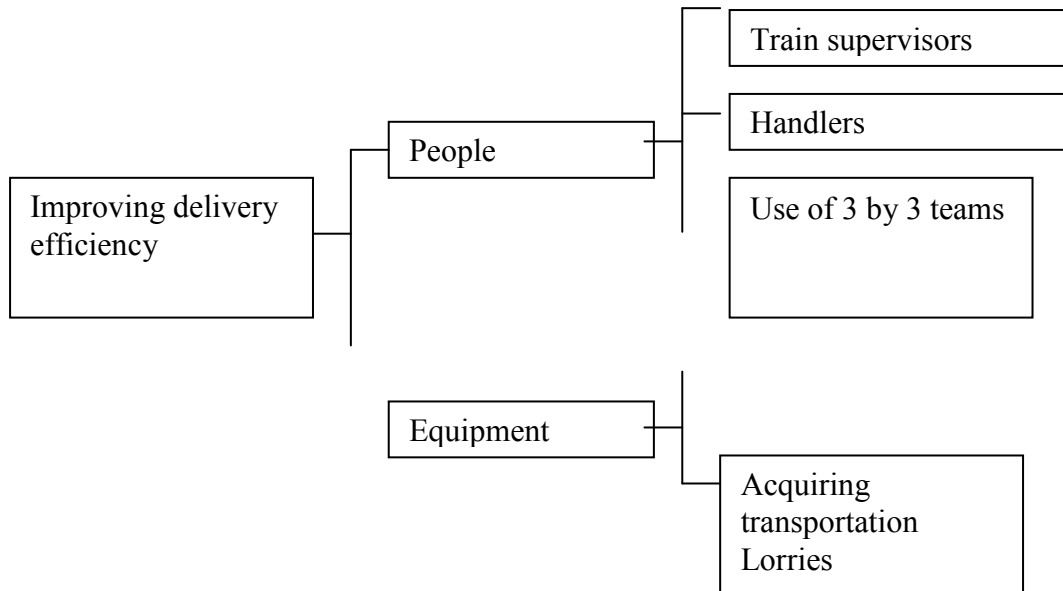 Improving delivery
efficiency
People
Train supervisors
Handlers
Use of 3 by 3 teams
Equipment
Acquiring
transportation
Lorries